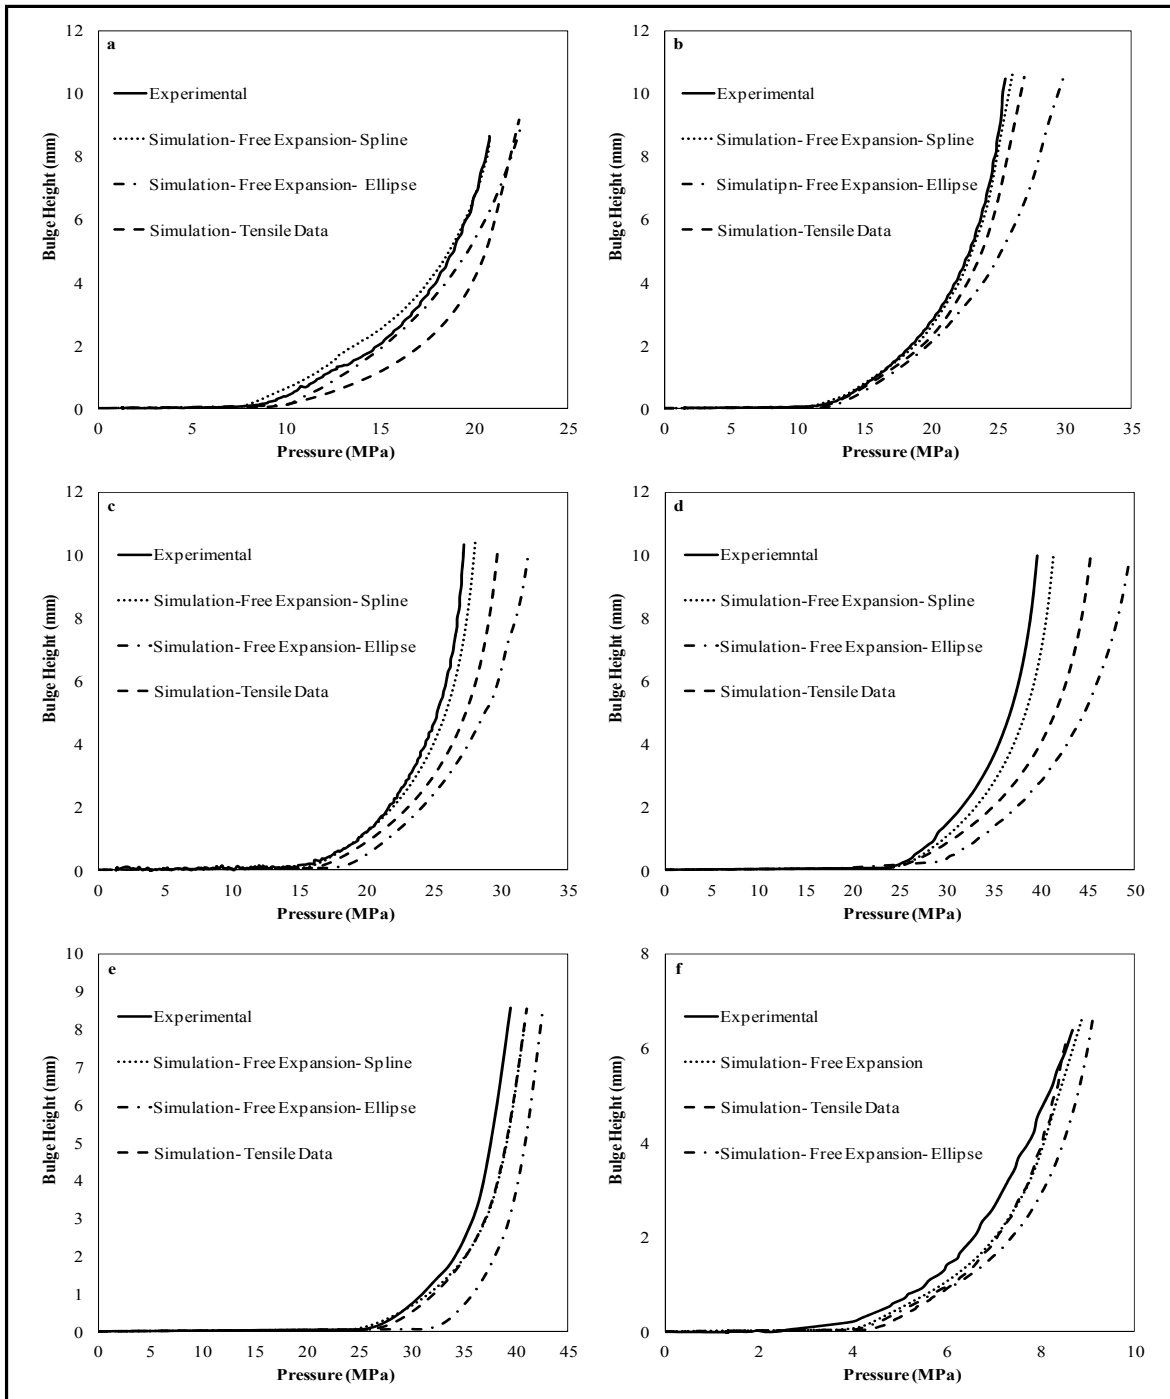 a
12
10
8
6
4
2
0
Bulge Height (mm)
Experimental
Simulation- Free Expansion- Spline
Simulation- Free Expansion- Ellipse
Simulation- Tensile Data
0 5 10 15 20 25
Pressure (MPa)
b
12
10
8
6
4
2
0
Bulge Height (mm)
Experimental
Simulation- Free Expansion- Spline
Simulatipn- Free Expansion- Ellipse
Simulation-Tensile Data
0 5 10 15 20 25 30 35
Pressure (MPa)
c
12
10
8
6
4
2
0
Bulge Height (mm)
Experimental
Simulation-Free Expansion- Spline
Simulation- Free Expansion-Ellipse
Simulation-Tensile Data
0 5 10 15 20 25 30 35
Pressure (MPa)
d
12
10
8
6
4
2
0
Bulge Height (mm)
Experiemntal
Simulation-Free Expansion- Spline
Simulation- Free Expansion- Ellipse
Simulation-Tensile Data
0 5 10 15 20 25 30 35 40 45 50
Pressure (MPa)
e
10
9
8
7
6
5
4
3
2
1
0
Bulge Height (mm)
Experimental
Simulation-Free Expansion- Spline
Simulation- Free Expansion- Ellipse
Simulation- Tensile Data
0 5 10 15 20 25 30 35 40 45
Pressure (MPa)
f
8
6
4
2
0
Bulge Height (mm)
Experimental
Simulation- Free Expansion
Simulation- Tensile Data
Simulation- Free Expansion- Ellipse
0 2 4 6 8 10
Pressure (MPa)